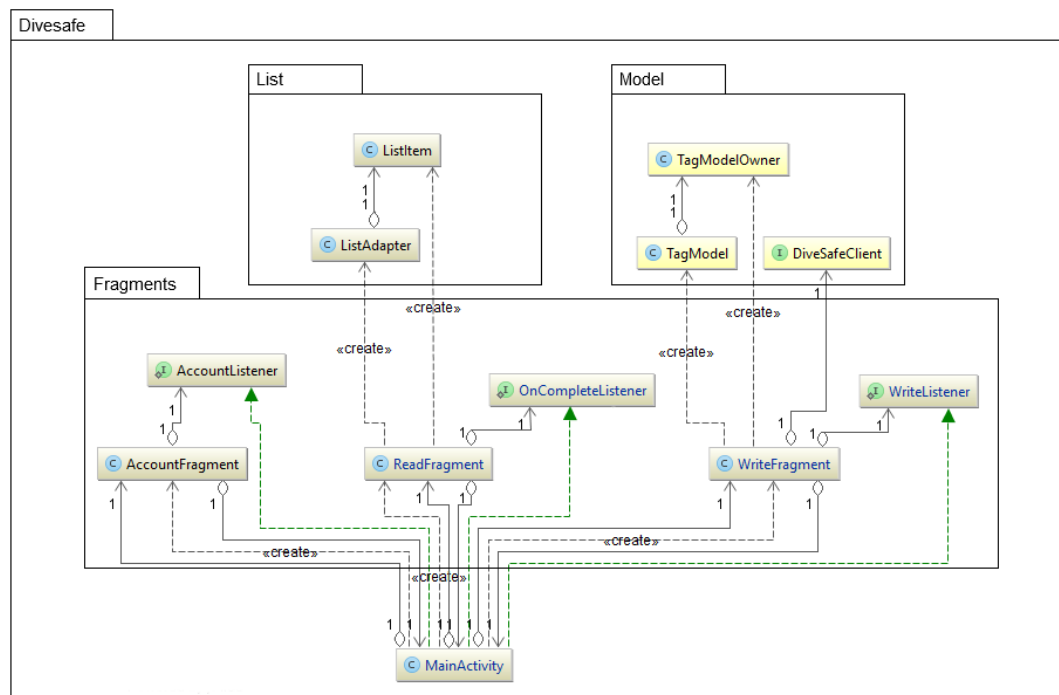 Divesafe
List
Model
C ListItem
C TagModelOwner
1
1
1
1
C ListAdapter
C TagModel
I DiveSafeClient
Fragments
1
«create»
«create»
«create»
«create»
I AccountListener
I OnCompleteListener
I WriteListener
1
1
1
1
1
1
1
C AccountFragment
C ReadFragment
C WriteFragment
1
1
1
1
1
1
«create»
«create»
«create»
1
1
1
1
1
1
C MainActivity